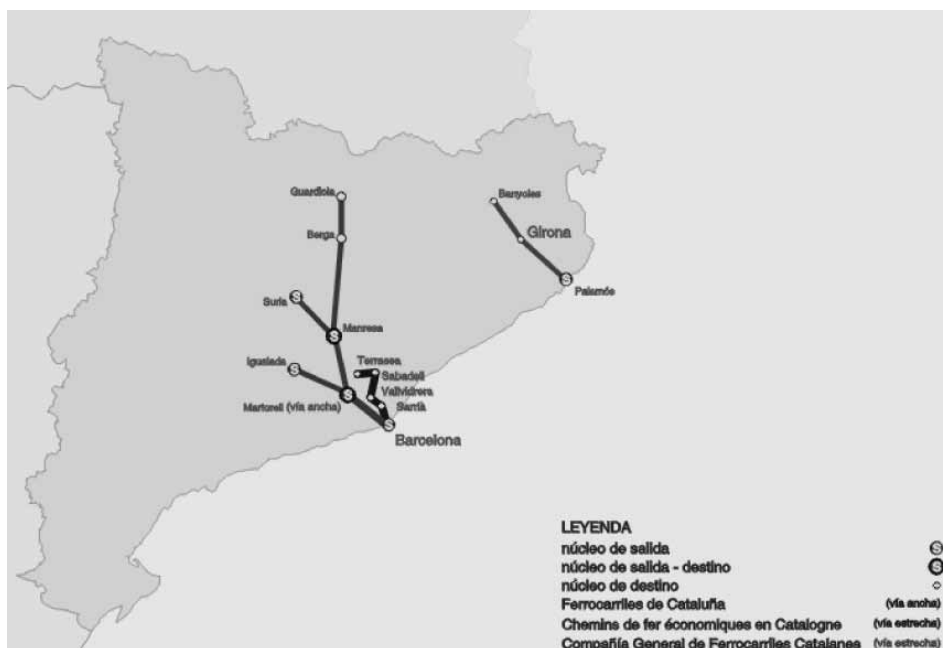 Guardiola
Banyoles
Berga
Girona
Palamós
Suria
Manresa
Igualada
Terrassa
Sabadell
Vallvidrera
Martorell (vía ancha)
Sarrià
Barcelona
LEYENDA
núcleo de salida S
núcleo de salida - destino S
núcleo de destino
Ferrocarriles de Cataluña (vía ancha)
Chemins de fer économiques en Catalogne (vía estrecha)
Compañía General de Ferrocarriles Catalanes (vía estrecha)